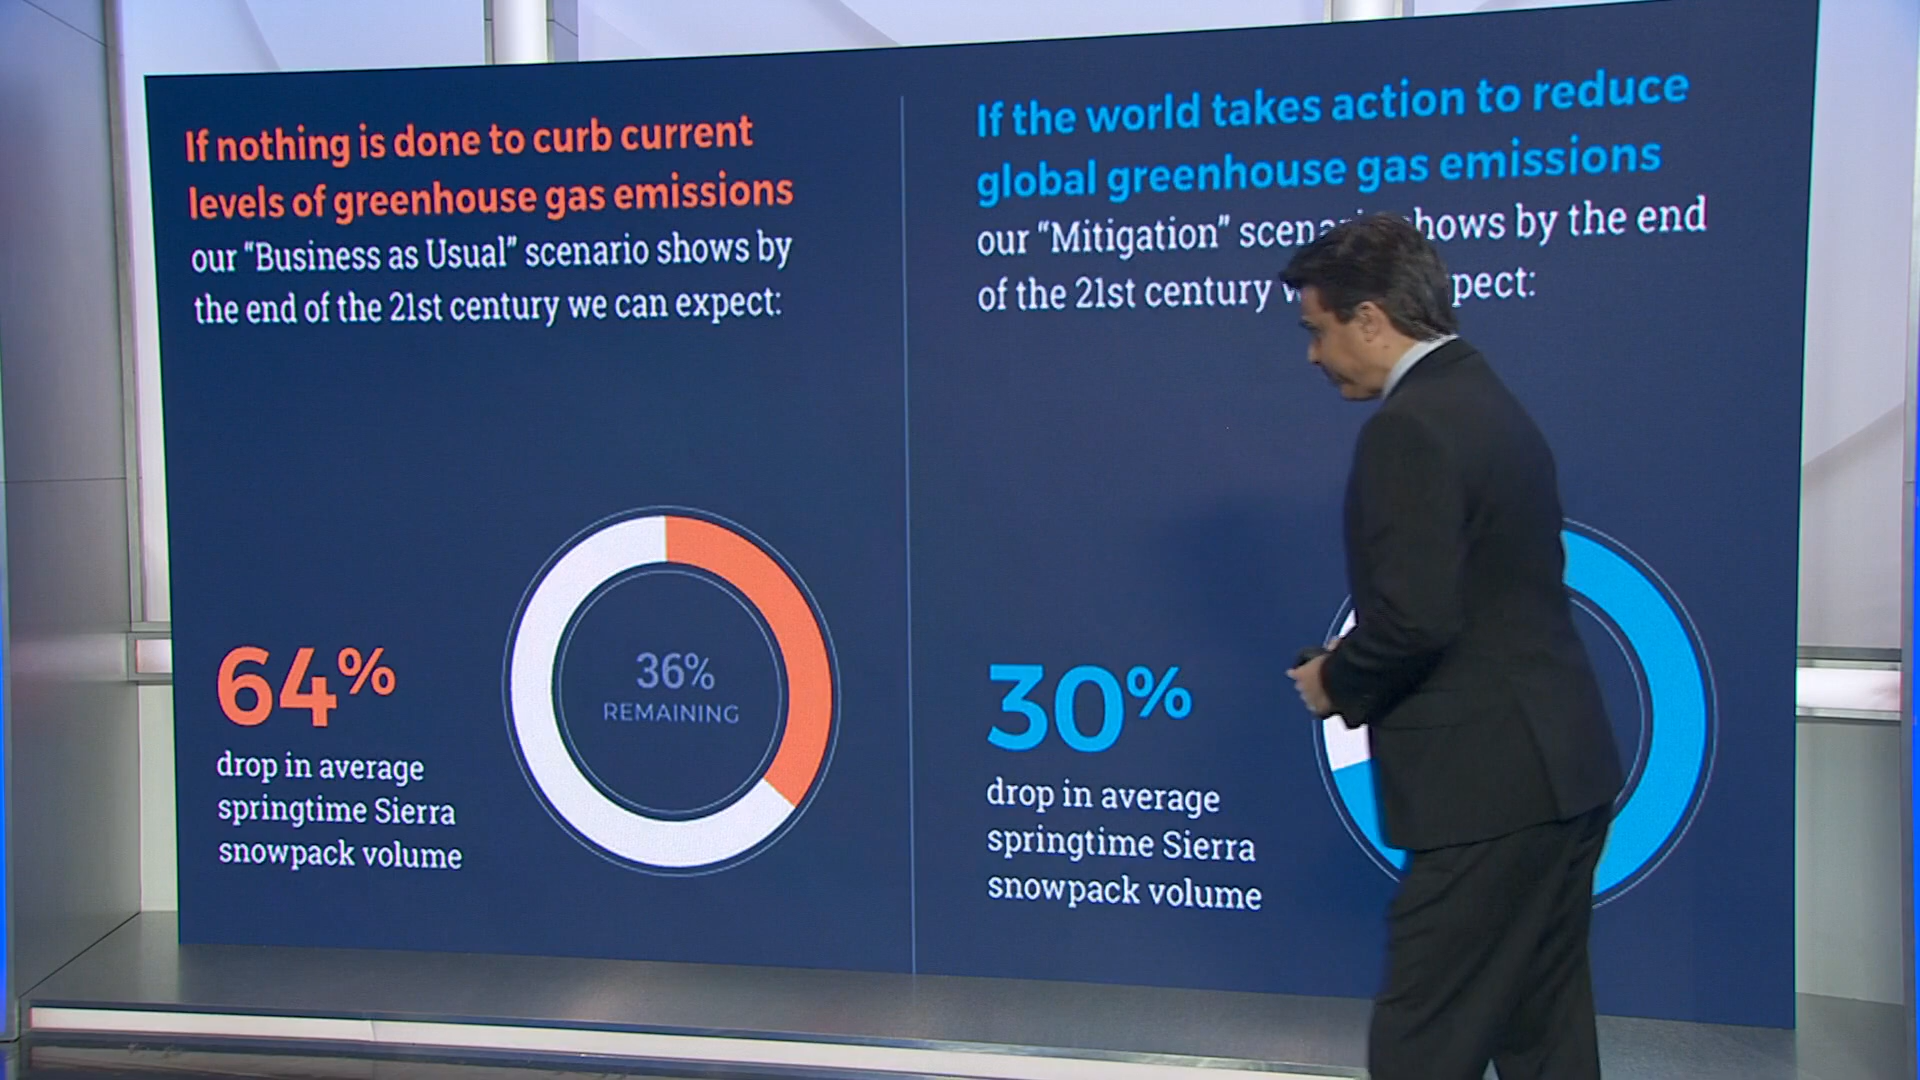 If nothing is done to curb current
levels of greenhouse gas emissions
our “Business as Usual” scenario shows by
the end of the 21st century we can expect:
64%
drop in average
springtime Sierra
snowpack volume
36%
REMAINING
If the world takes action to reduce
global greenhouse gas emissions
our “Mitigation” shows by the end
of the 21st century
30%
drop in average
springtime Sierra
snowpack volume